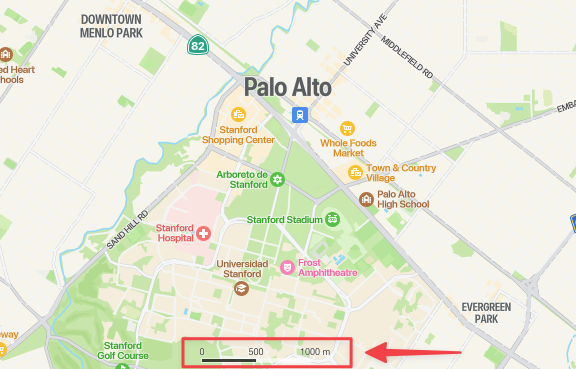 DOWNTOWN
MENLO PARK
82
UNIVERSITY AVE
MIDDLEFIELD RD
ed Heart
chools
Palo Alto
EMBA
Stanford
Shopping Center
Whole Foods
Market
Town & Country
Village
Arboreto de
Stanford
Palo Alto
High School
SAND HILL RD
Stanford Stadium
Stanford
Hospital
Universidad
Stanford
Frost
Amphitheatre
EVERGREEN
PARK
eway
Stanford
Golf Course
0 500 1000 m